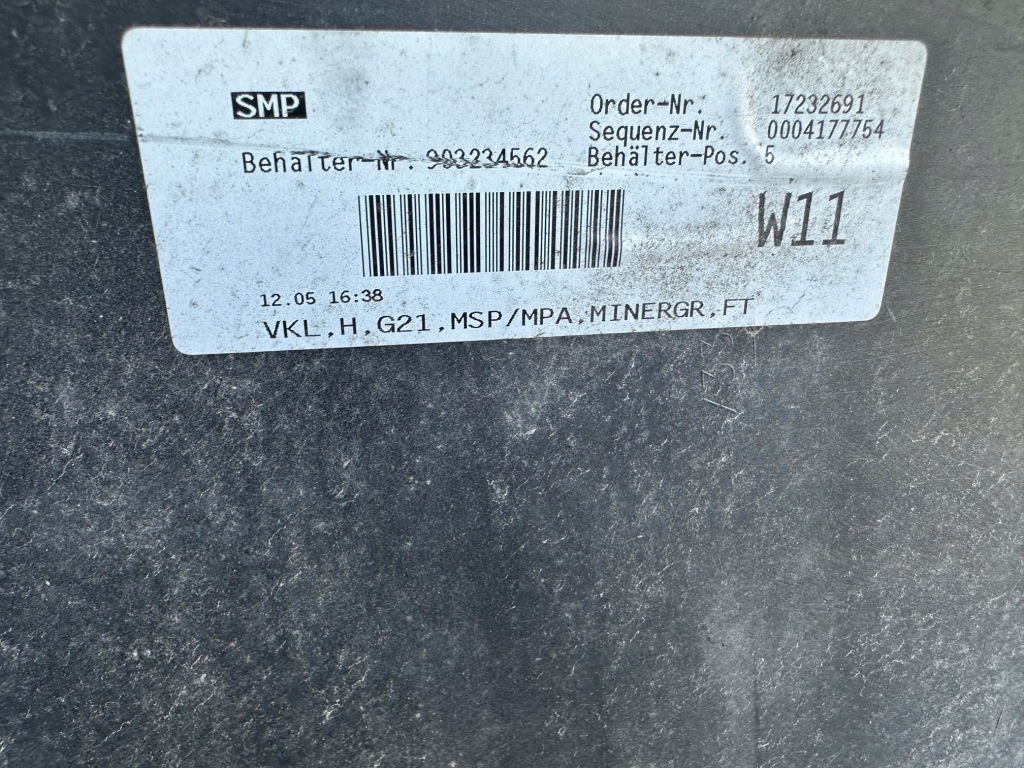 SMP
Order-Nr. 17232691
Sequenz-Nr. 0004177754
Behälter-Nr. 903234562 Behälter-Pos. 5
W11
12.05 16:38
VKL,H,G21,MSP/MPA,MINERGR,FT